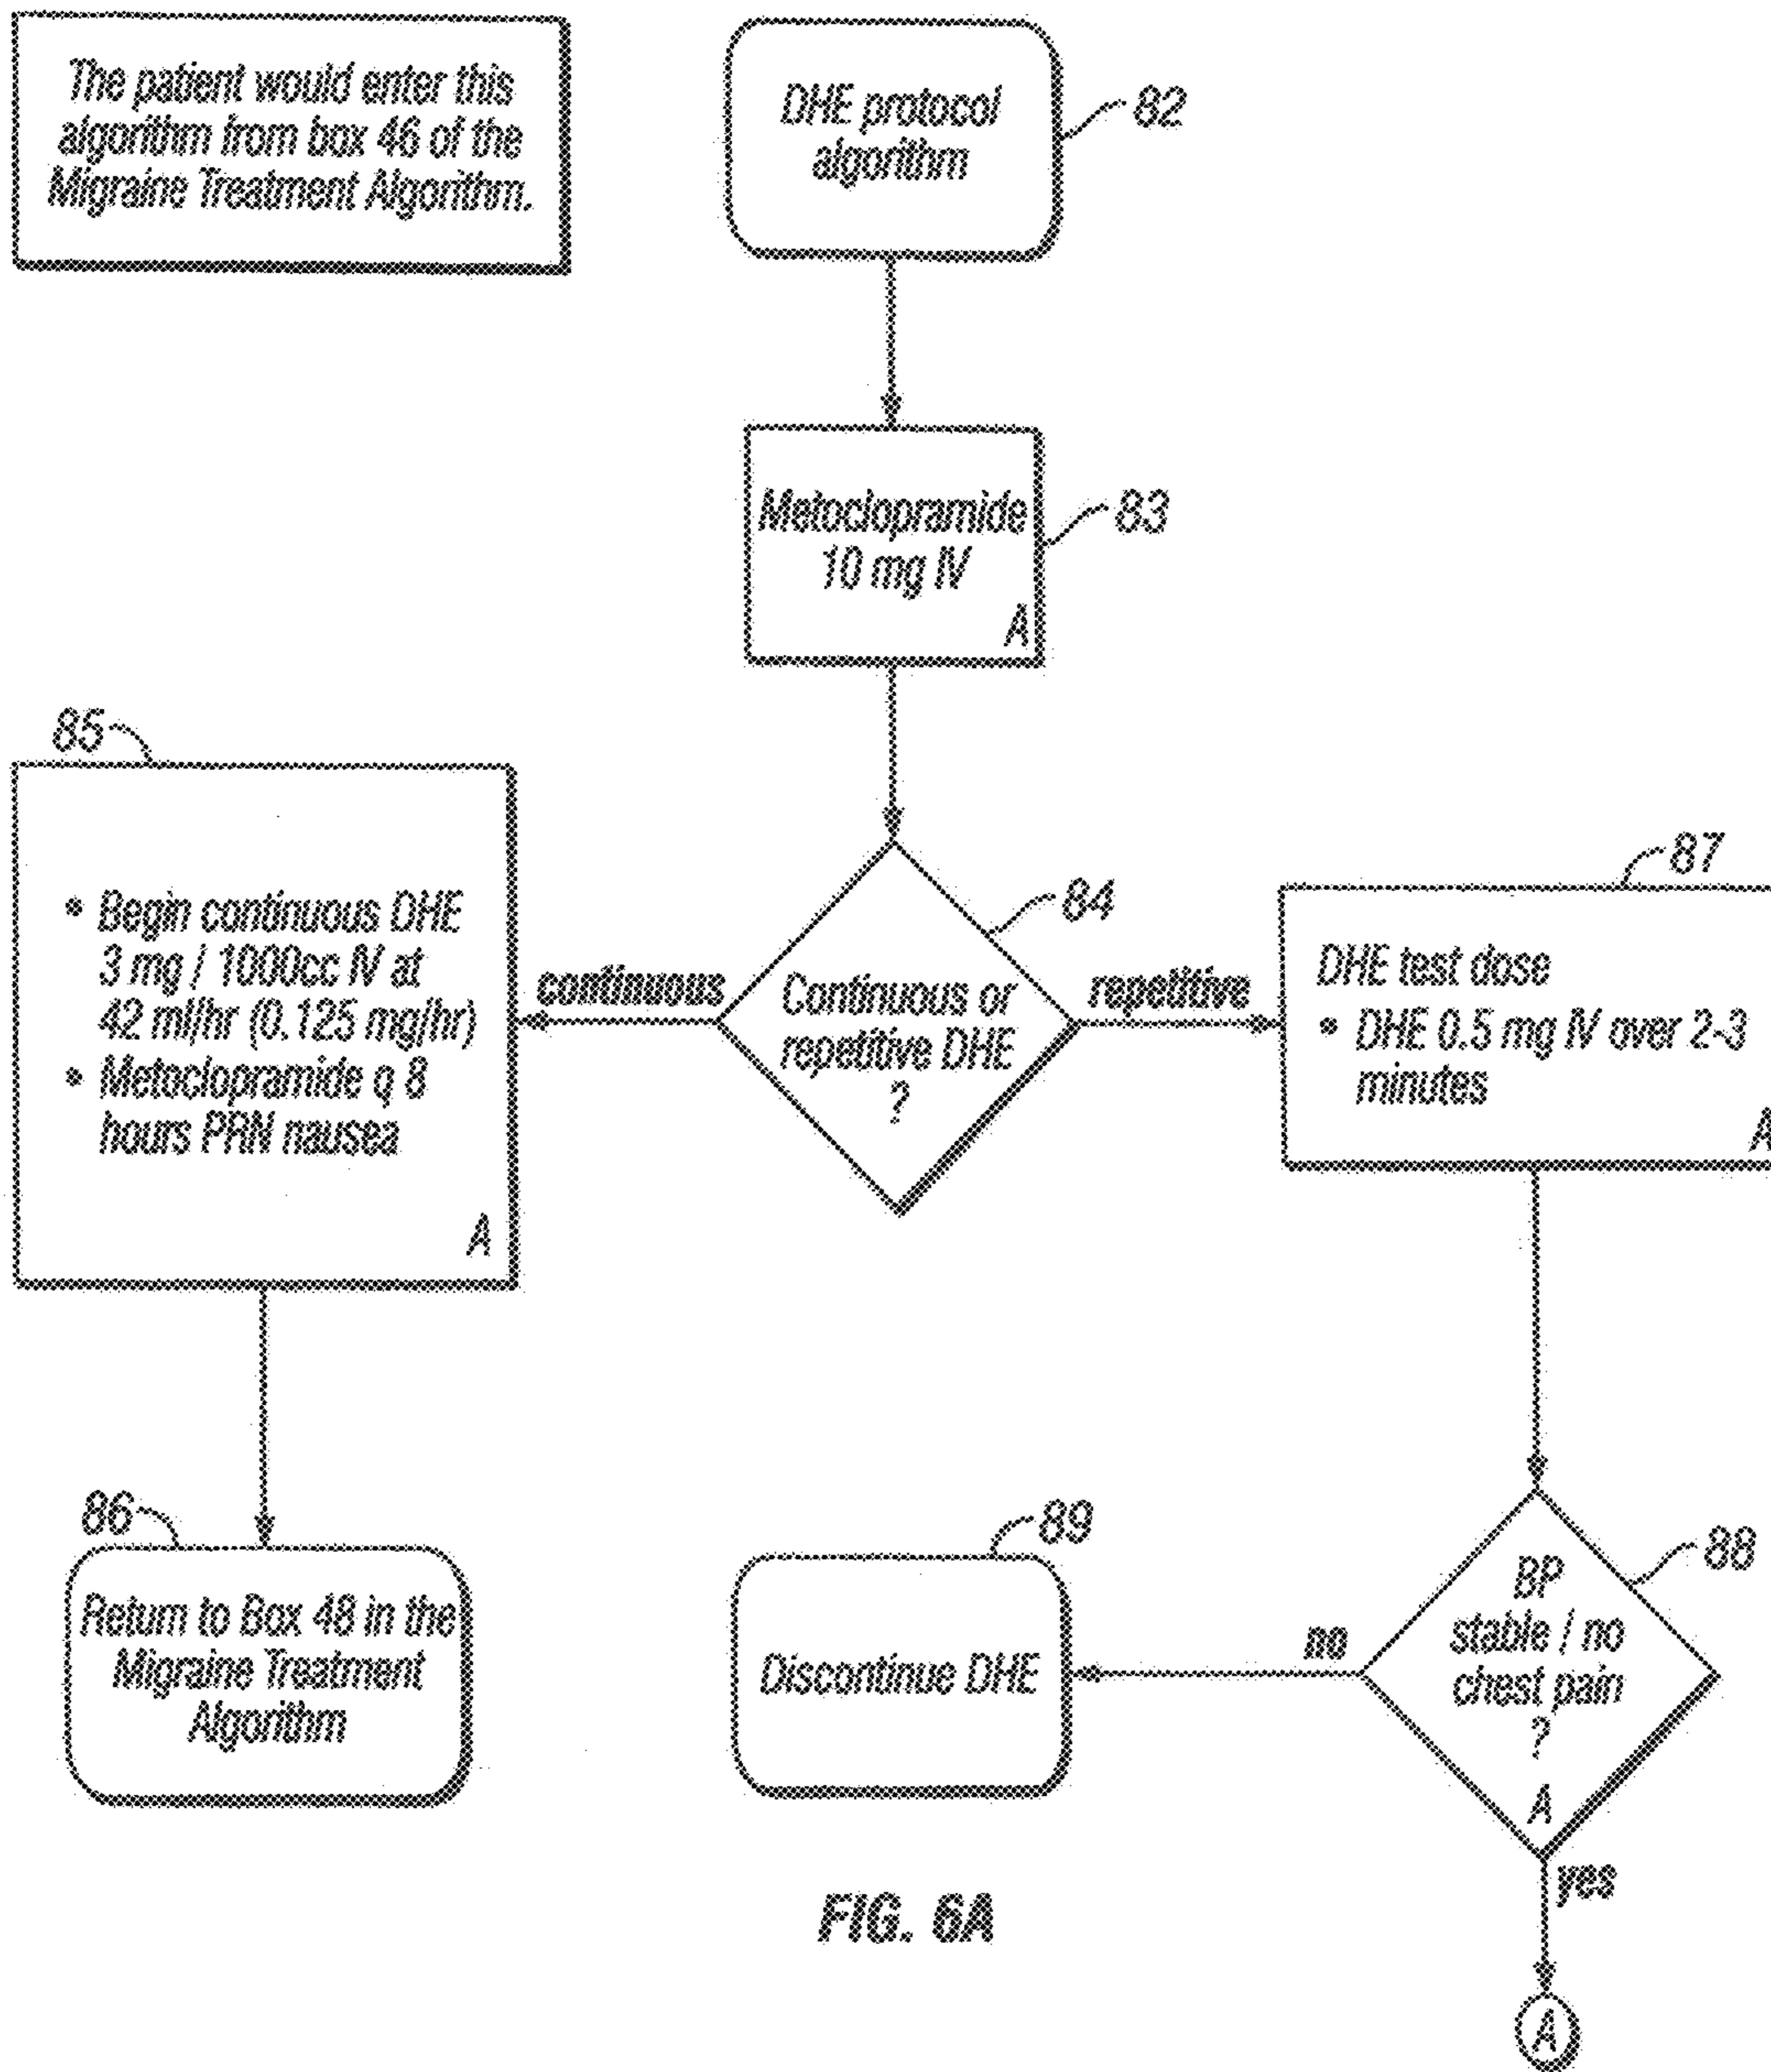 The patient would enter this
algorithm from box 46 of the
Migraine Treatment Algorithm.
DHE protocol
algorithm
82
Metoclopramide
10 mg IV
A
83
84
Continuous or
repetitive DHE
?
continuous
repetitive
85
• Begin continuous DHE
3 mg / 1000cc IV at
42 ml/hr (0.125 mg/hr)
• Metoclopramide q 8
hours PRN nausea
A
87
DHE test dose
• DHE 0.5 mg IV over 2-3
minutes
A
86
Return to Box 48 in the
Migraine Treatment
Algorithm
89
Discontinue DHE
no
88
BP
stable / no
chest pain
?
A
yes
A
FIG. 6A